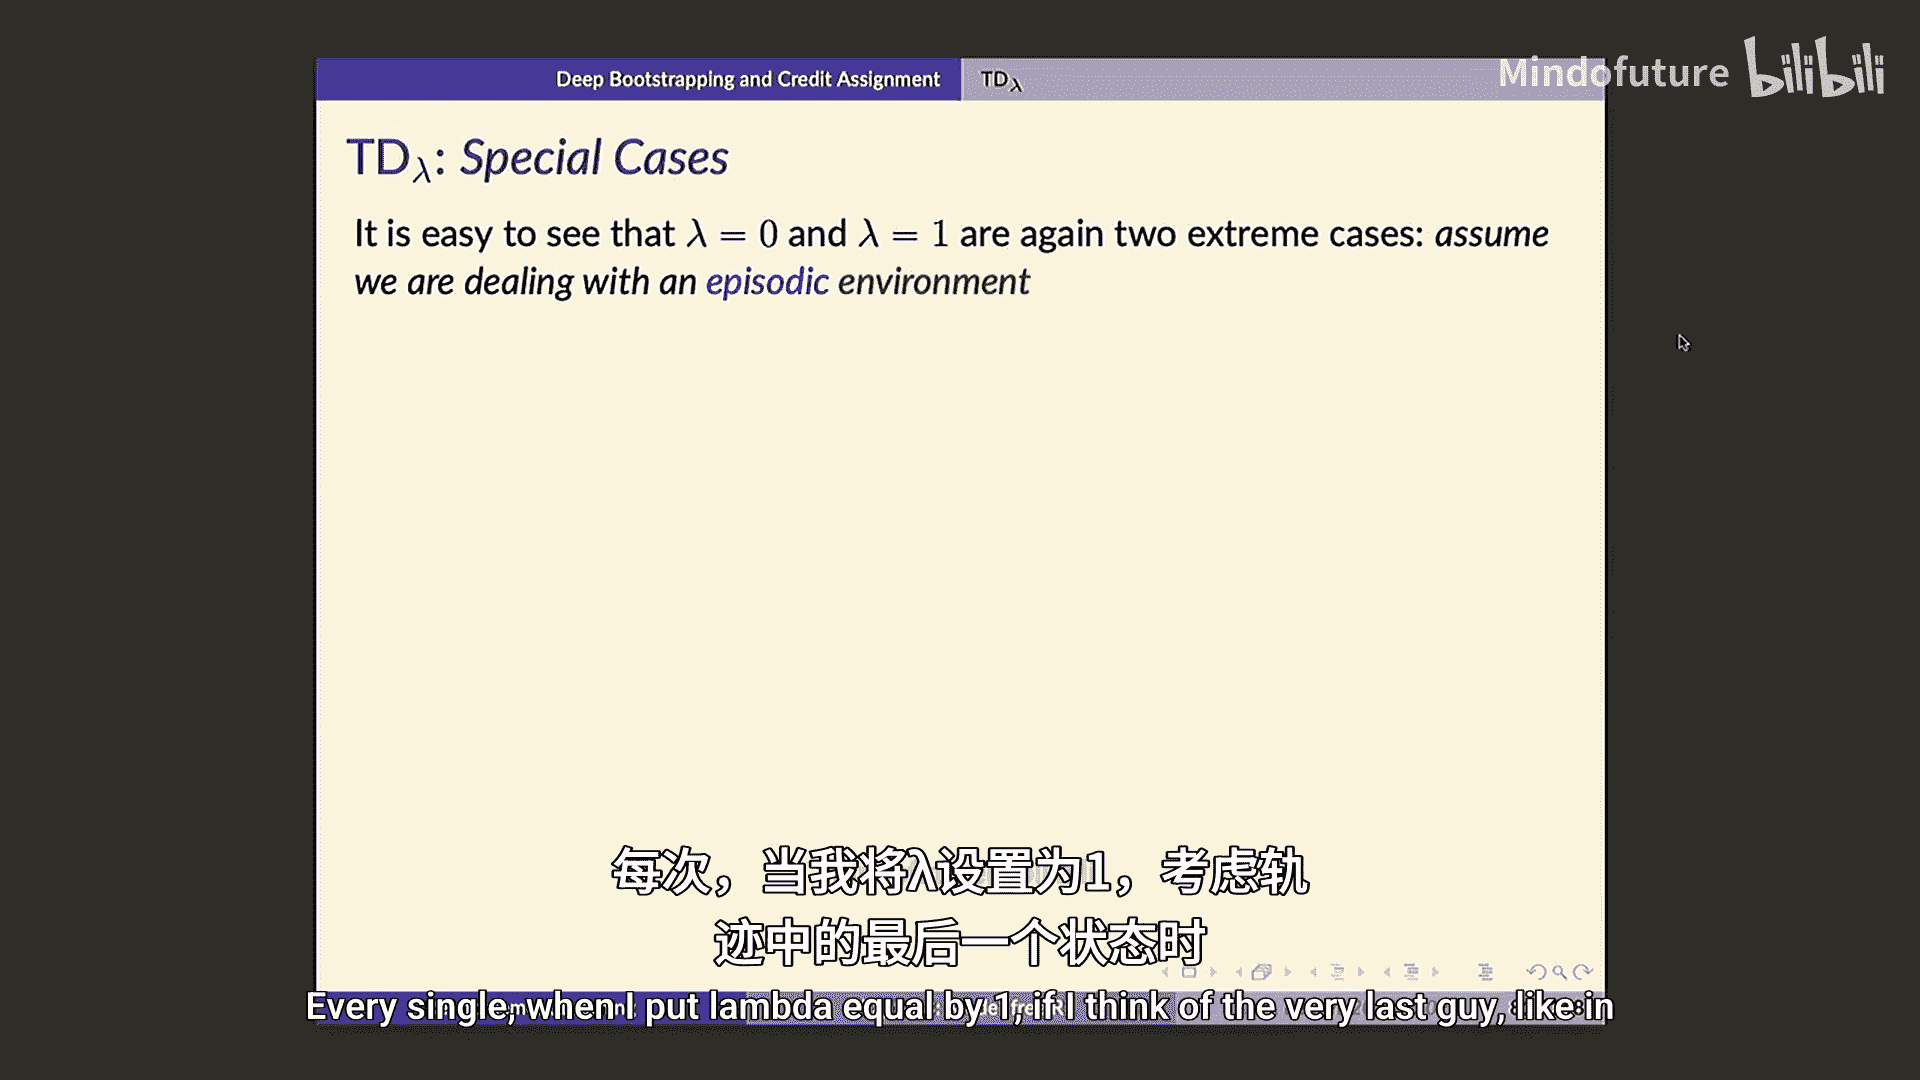 Deep Bootstrapping and Credit Assignment
TDλ
Mindofuture bilibili
TDλ: Special Cases
It is easy to see that λ = 0 and λ = 1 are again two extreme cases: assume
we are dealing with an episodic environment
每次，当我将λ设置为1，考虑轨
迹中的最后一个状态时
Every single, when I put lambda equal by 1, if I think of the very last guy, like in